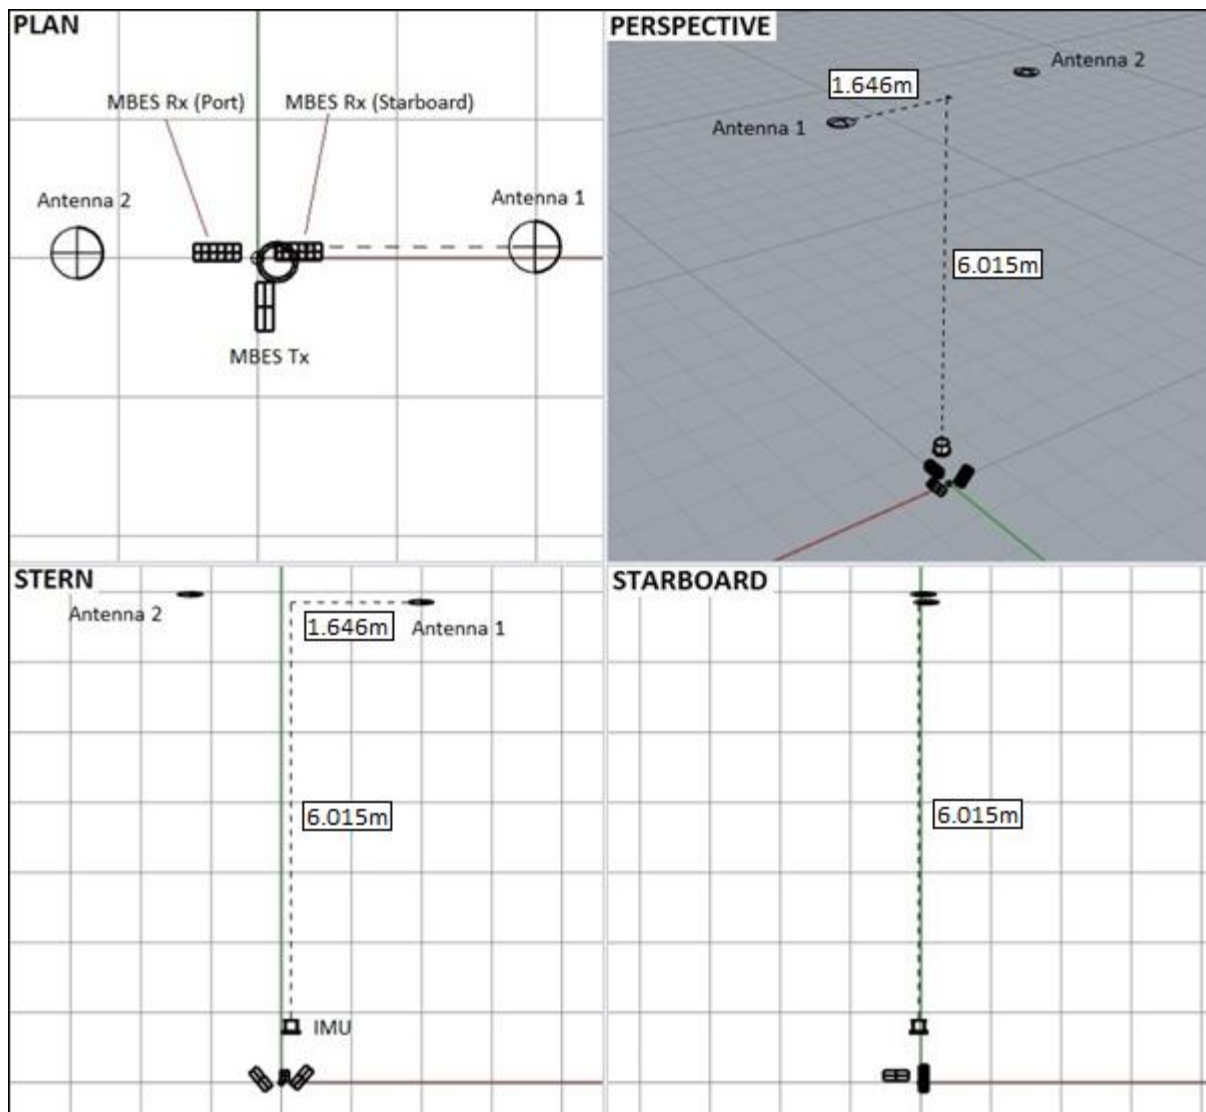 PLAN
MBES Rx (Port)
MBES Rx (Starboard)
Antenna 2
Antenna 1
MBES Tx
PERSPECTIVE
Antenna 2
1.646m
Antenna 1
6.015m
STERN
Antenna 2
1.646m
Antenna 1
6.015m
IMU
STARBOARD
6.015m